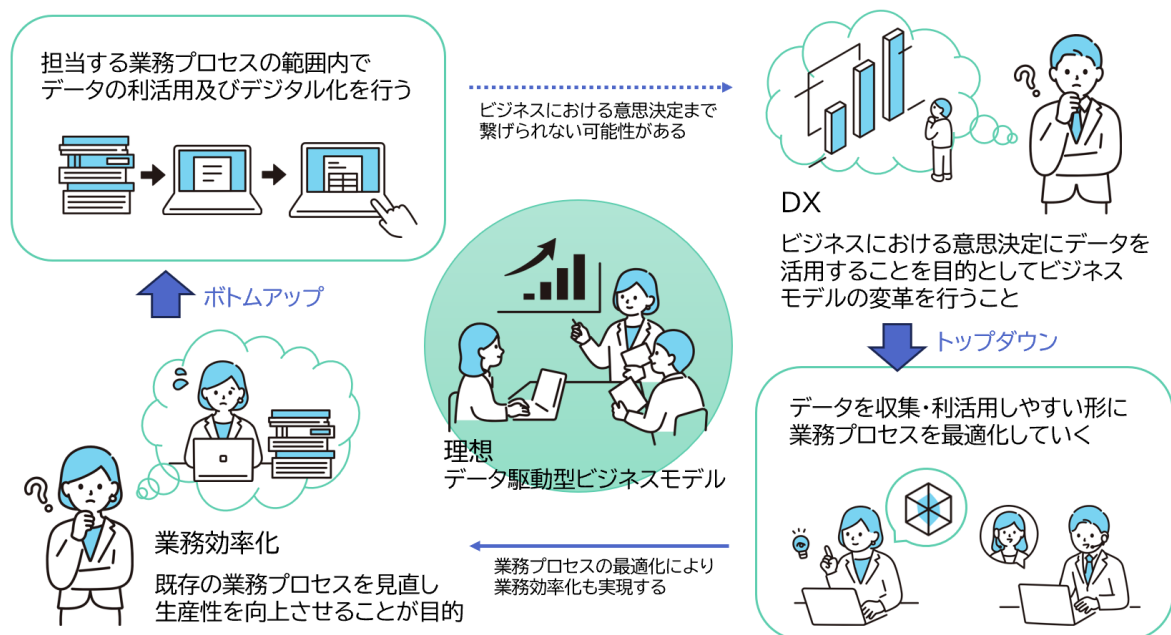 担当する業務プロセスの範囲内で
データの利活用及びデジタル化を行う
ビジネスにおける意思決定まで
繋げられない可能性がある
?
DX
ビジネスにおける意思決定にデータを
活用することを目的としてビジネス
モデルの変革を行うこと
ボトムアップ
トップダウン
データを収集・利活用しやすい形に
業務プロセスを最適化していく
理想
データ駆動型ビジネスモデル
?
業務効率化
既存の業務プロセスを見直し
生産性を向上させることが目的
業務プロセスの最適化により
業務効率化も実現する